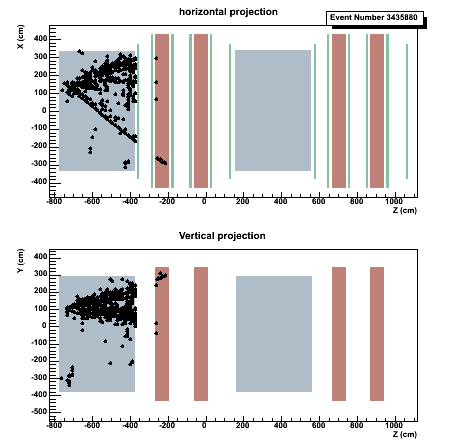 horizontal projection
Event Number 3435880
X (cm)
400
300
200
100
0
-100
-200
-300
-400
-800 -600 -400 -200 0 200 400 600 800 1000
Z (cm)
Vertical projection
Y (cm)
400
300
200
100
0
-100
-200
-300
-400
-500
-800 -600 -400 -200 0 200 400 600 800 1000
Z (cm)